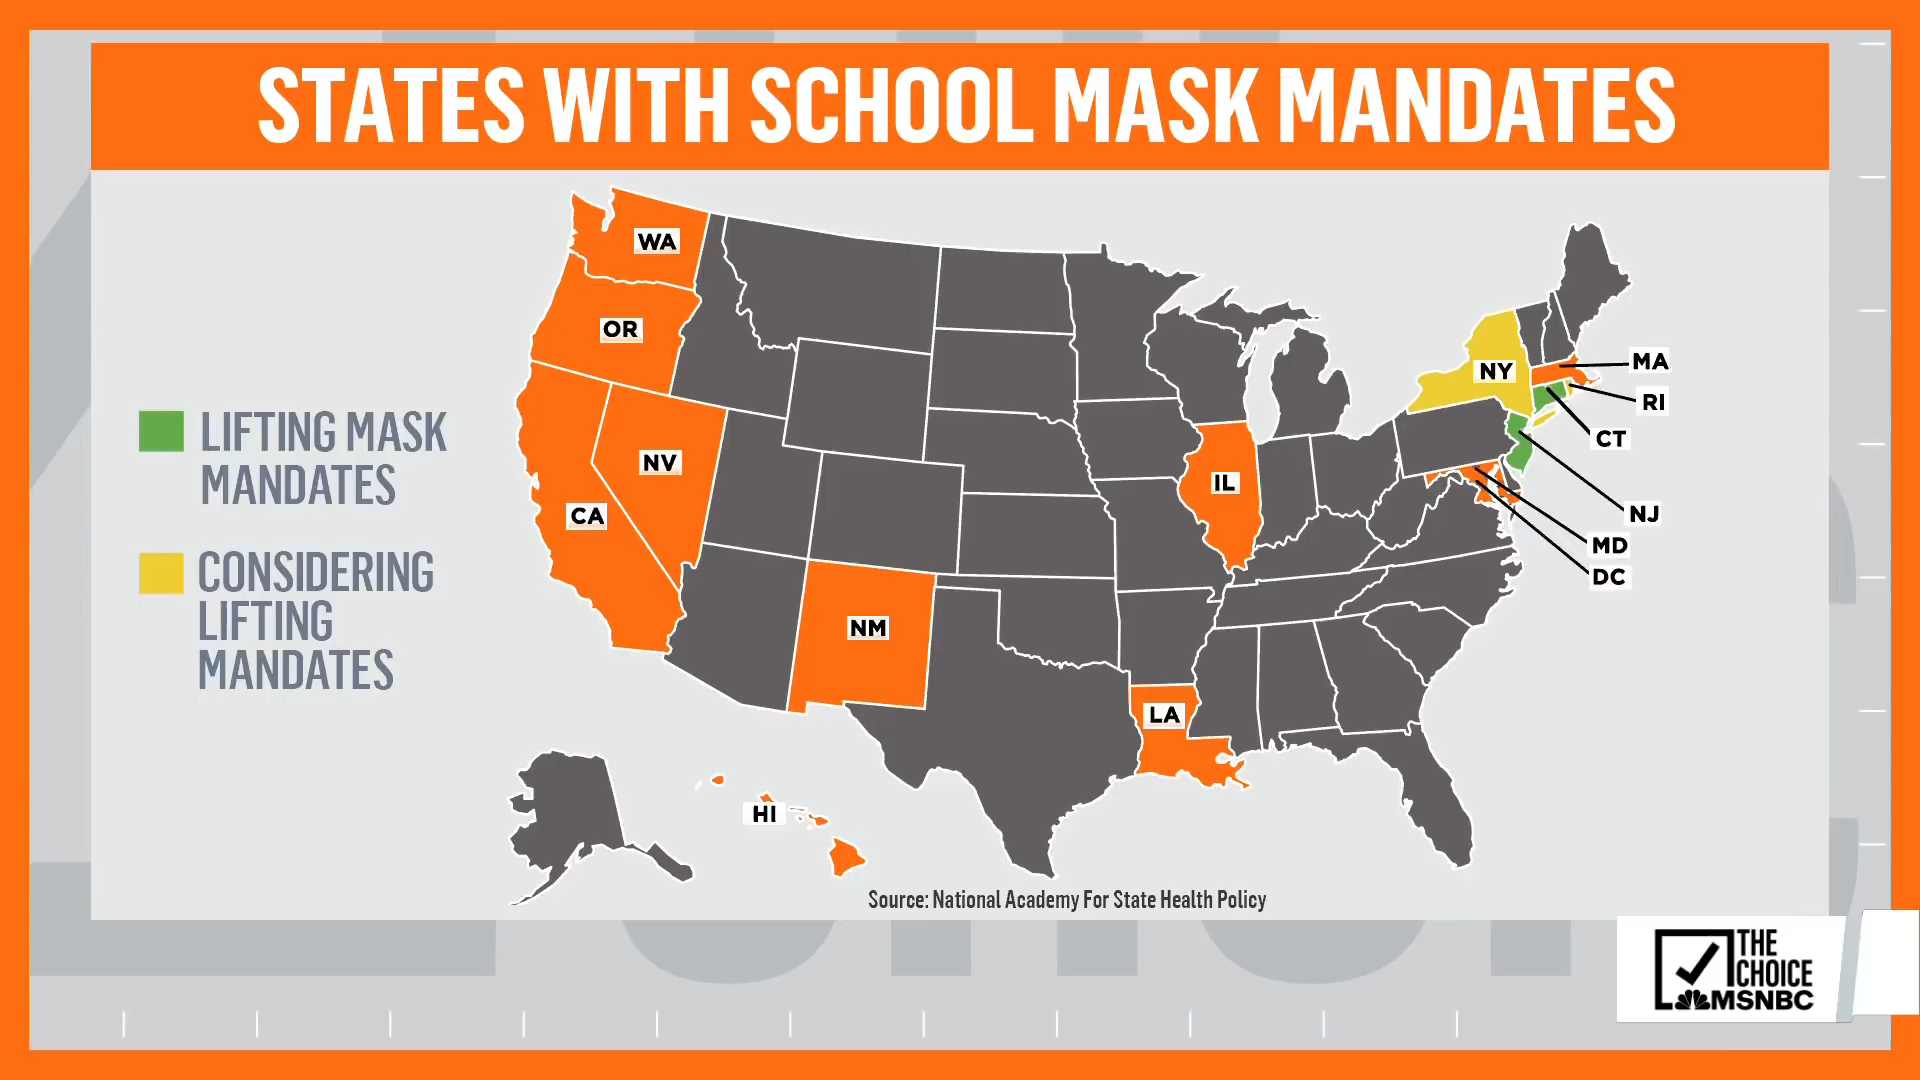 STATES WITH SCHOOL MASK MANDATES
LIFTING MASK
MANDATES
CONSIDERING
LIFTING
MANDATES
WA
OR
NV
CA
NM
HI
IL
LA
NY
MA
RI
CT
NJ
MD
DC
Source: National Academy For State Health Policy
THE
CHOICE
MSNBC